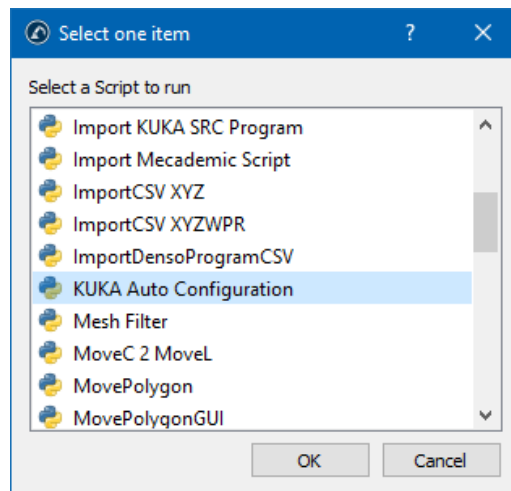 Select one item
?
Select a Script to run
Import KUKA SRC Program
Import Mecademic Script
ImportCSV XYZ
ImportCSV XYZWPR
ImportDensoProgramCSV
KUKA Auto Configuration
Mesh Filter
MoveC 2 MoveL
MovePolygon
MovePolygonGUI
OK Cancel